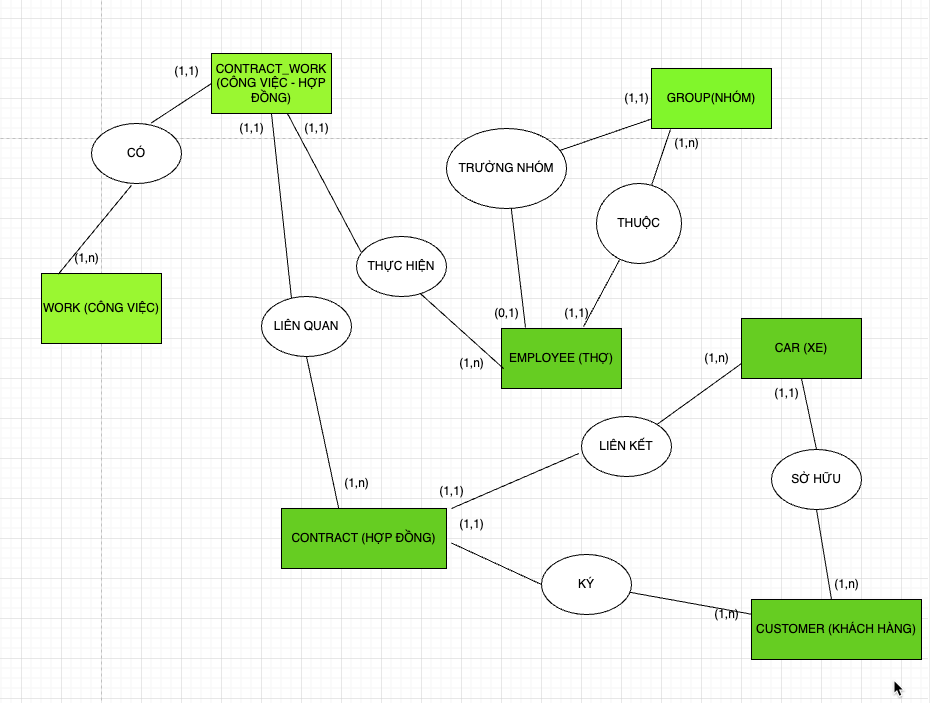 (1,1)
CONTRACT_WORK
(CÔNG VIỆC - HỢP
ĐỒNG)
(1,1)
GROUP(NHÓM)
(1,1)
(1,1)
CÓ
TRƯỜNG NHÓM
(1,n)
THUỘC
(1,n)
THỰC HIỆN
WORK (CÔNG VIỆC)
LIÊN QUAN
(0,1)
(1,1)
EMPLOYEE (THỢ)
(1,n)
(1,n)
CAR (XE)
(1,1)
LIÊN KẾT
(1,n)
(1,1)
SỞ HỮU
CONTRACT (HỢP ĐỒNG)
(1,1)
KÝ
(1,n)
(1,n)
CUSTOMER (KHÁCH HÀNG)